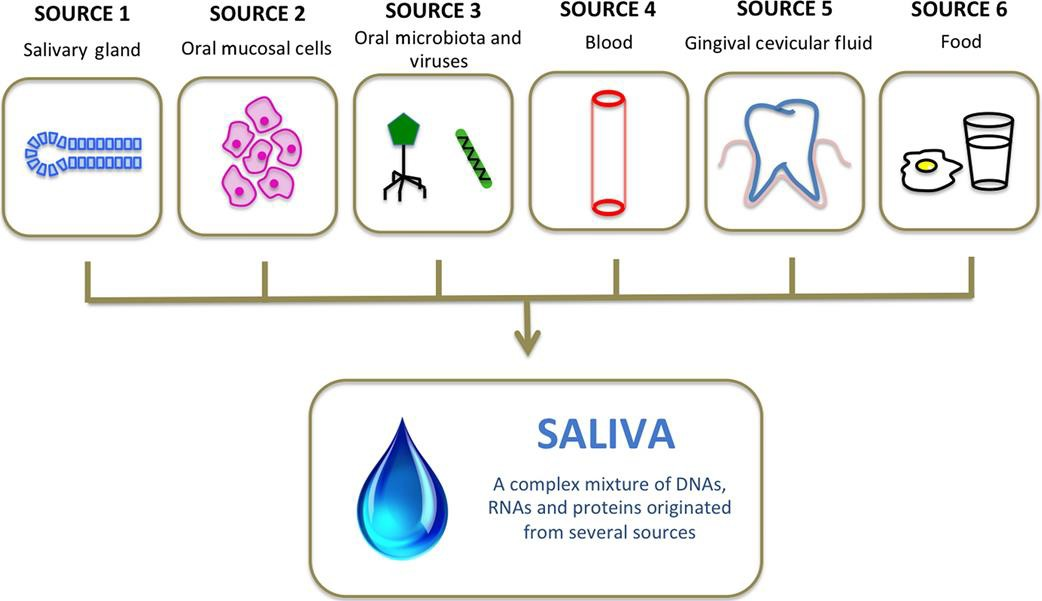 SOURCE 1
Salivary gland
SOURCE 2
Oral mucosal cells
SOURCE 3
Oral microbiota and
viruses
SOURCE 4
Blood
SOURCE 5
Gingival cevicular fluid
SOURCE 6
Food
SALIVA
A complex mixture of DNAs,
RNAs and proteins originated
from several sources